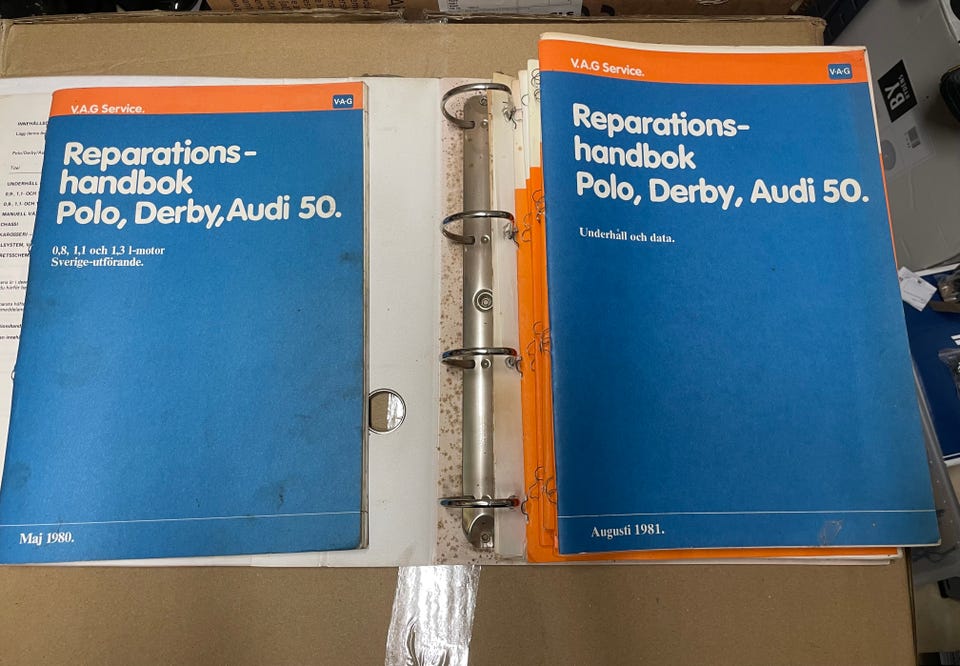 V.A.G Service.
V·A·G
Reparations-
handbok
Polo, Derby, Audi 50.
0,8, 1,1 och 1,3 l-motor
Sverige-utförande.
Maj 1980.
V.A.G Service.
V·A·G
Reparations-
handbok
Polo, Derby, Audi 50.
Underhåll och data.
Augusti 1981.
BY